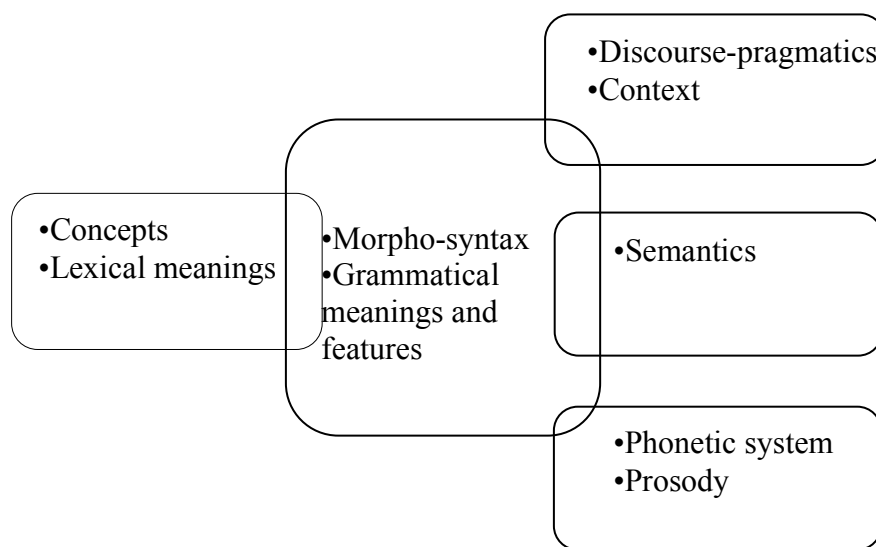 •Concepts
•Lexical meanings
•Morpho-syntax
•Grammatical
meanings and
features
•Discourse-pragmatics
•Context
•Semantics
•Phonetic system
•Prosody